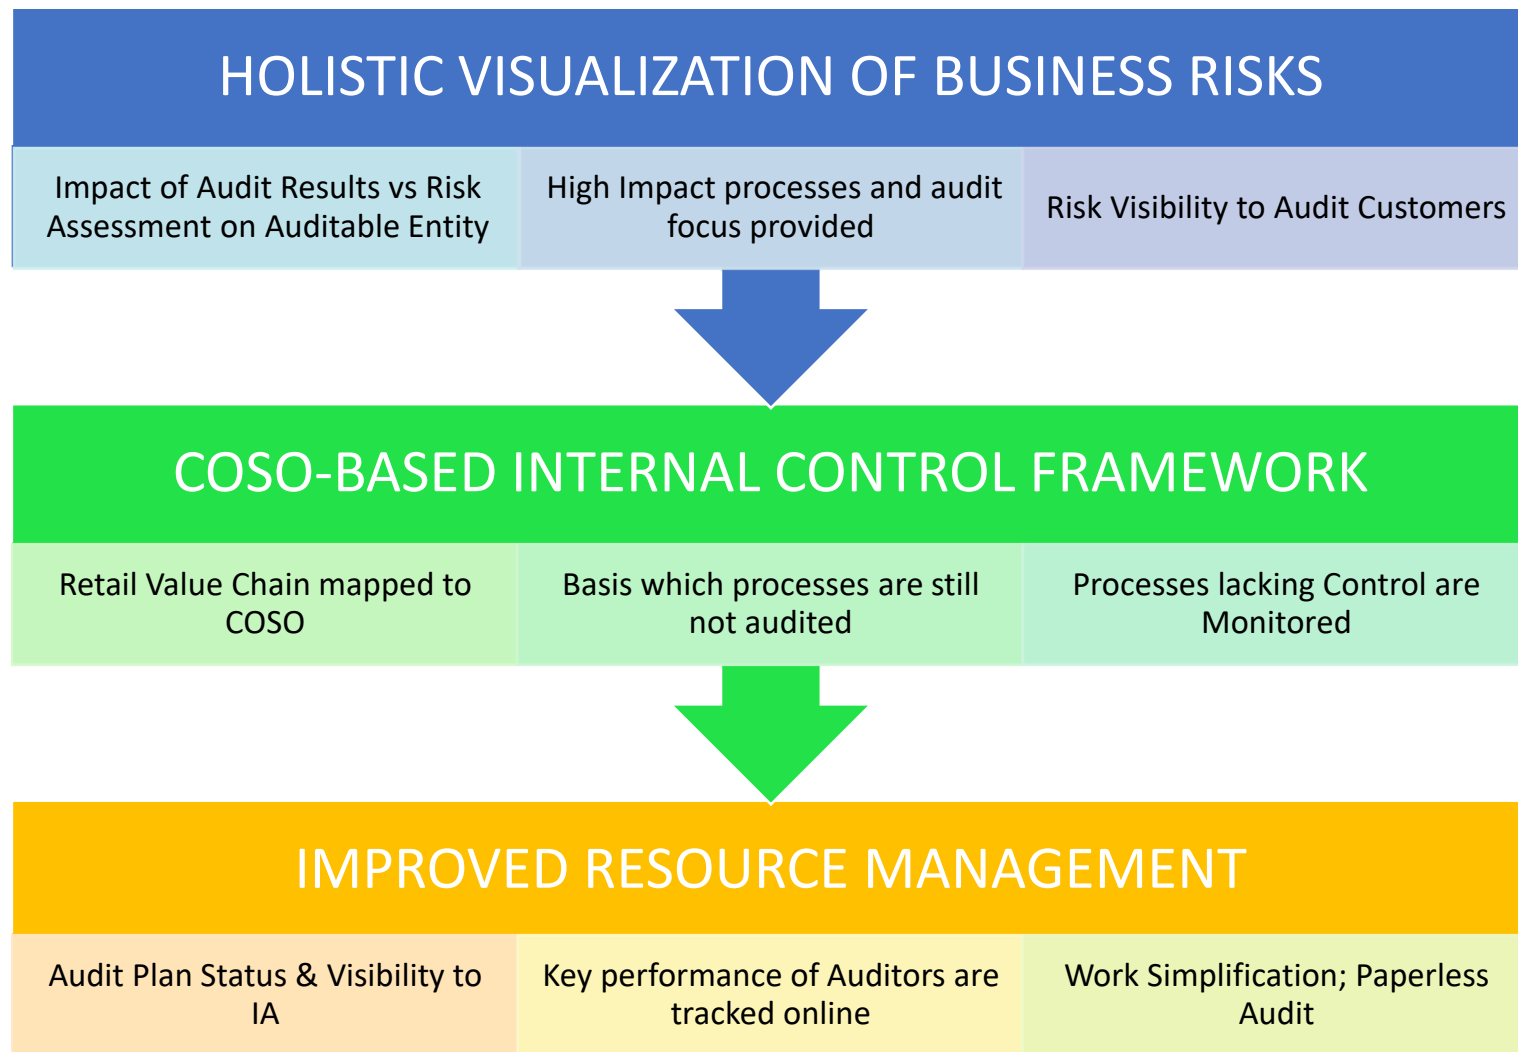 HOLISTIC VISUALIZATION OF BUSINESS RISKS
Impact of Audit Results vs Risk
Assessment on Auditable Entity
High Impact processes and audit
focus provided
Risk Visibility to Audit Customers
COSO-BASED INTERNAL CONTROL FRAMEWORK
Retail Value Chain mapped to
COSO
Basis which processes are still
not audited
Processes lacking Control are
Monitored
IMPROVED RESOURCE MANAGEMENT
Audit Plan Status & Visibility to
IA
Key performance of Auditors are
tracked online
Work Simplification; Paperless
Audit